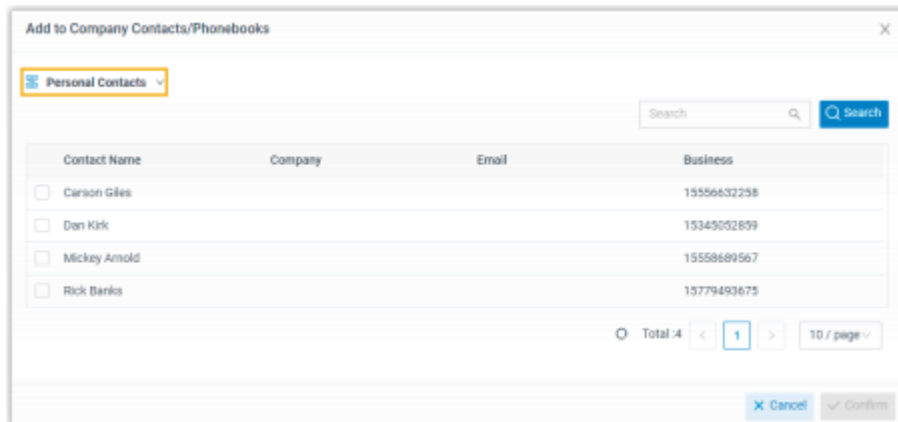 Add to Company Contacts/Phonebooks
Personal Contacts
Search Search
Contact Name Company Email Business
Carson Giles 15556632258
Dan Kirk 15345052859
Mickey Arnold 15558689567
Rick Banks 15779493675
Total :4 < 1 > 10 / page
Cancel Confirm